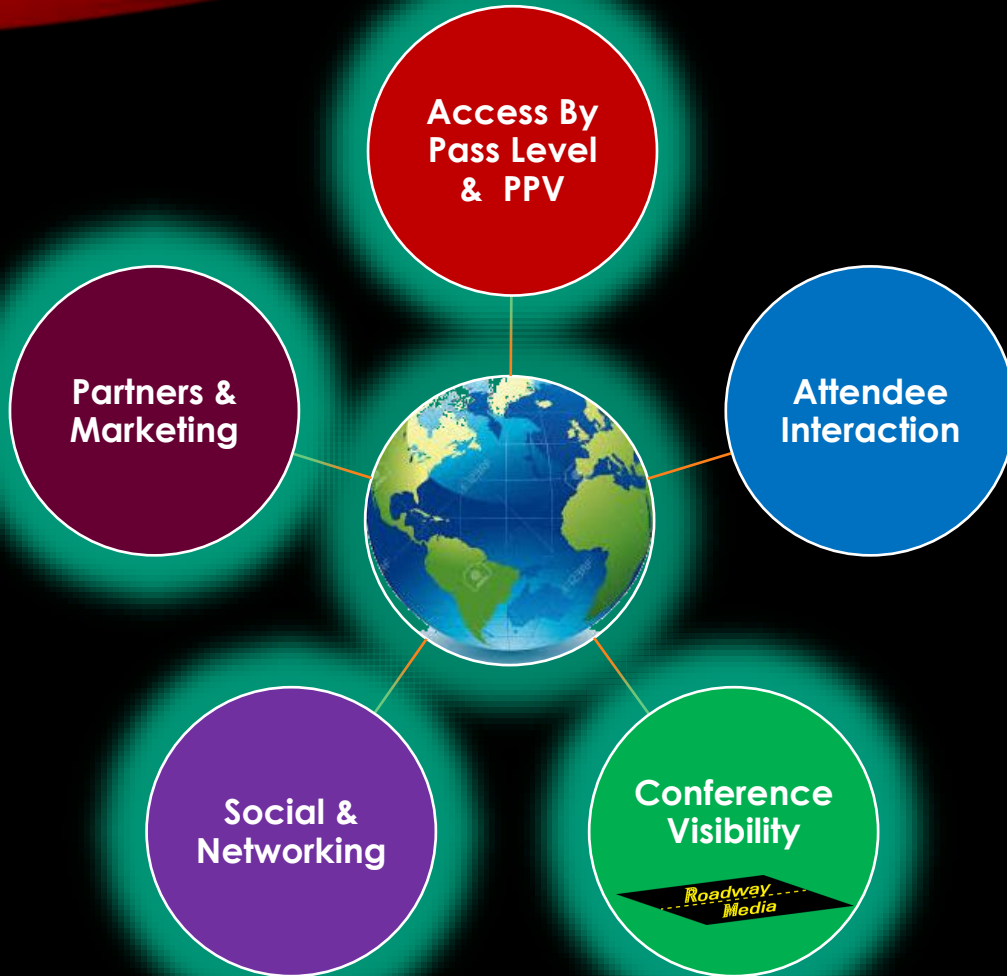 Access By
Pass Level
& PPV
Partners &
Marketing
Attendee
Interaction
Social &
Networking
Conference
Visibility
Roadway
Media